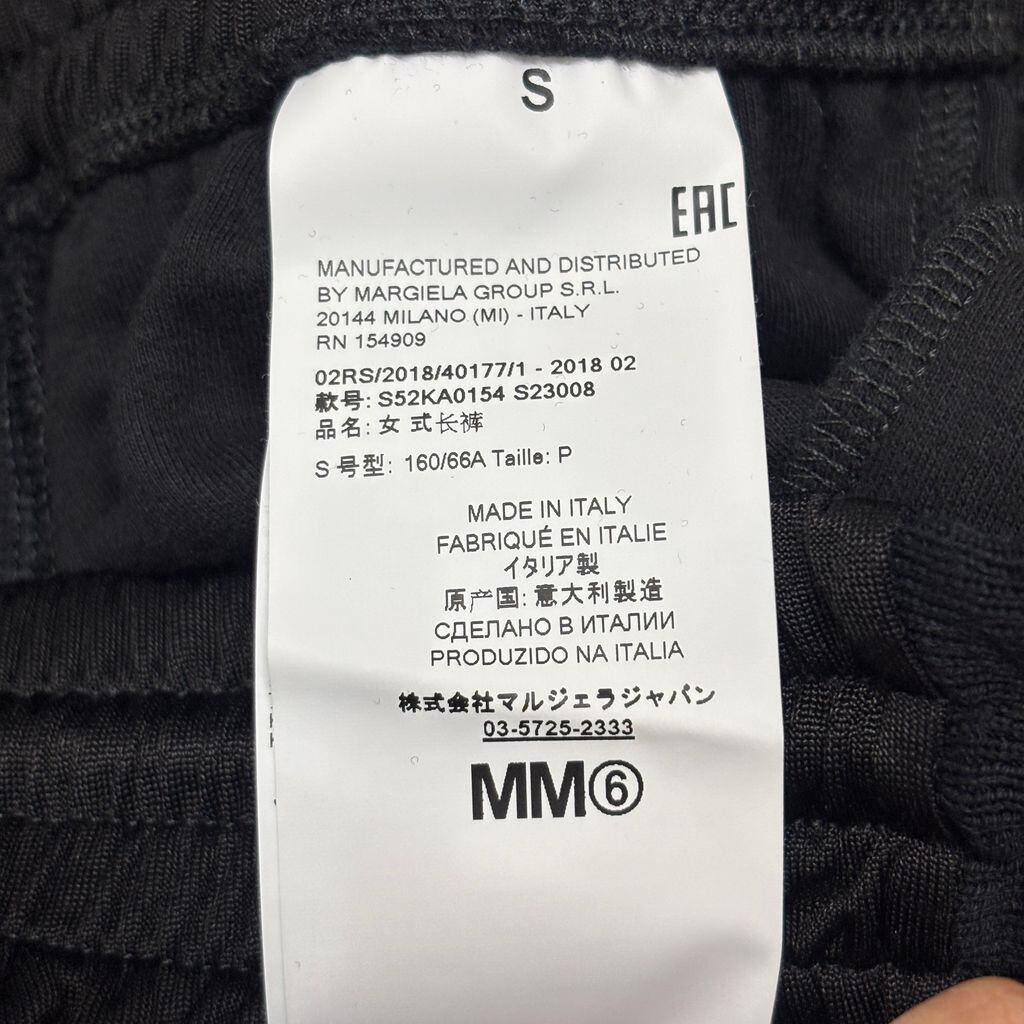 S
EAC
MANUFACTURED AND DISTRIBUTED
BY MARGIELA GROUP S.R.L.
20144 MILANO (MI) - ITALY
RN 154909
02RS/2018/40177/1 - 2018 02
款号: S52KA0154 S23008
品名: 女 式长裤
S 号型: 160/66A Taille: P
MADE IN ITALY
FABRIQUÉ EN ITALIE
イタリア製
原产国: 意大利製造
СДЕЛАНО В ИТАЛИИ
PRODUZIDO NA ITALIA
株式会社マルジェラジャパン
03-5725-2333
MM⑥